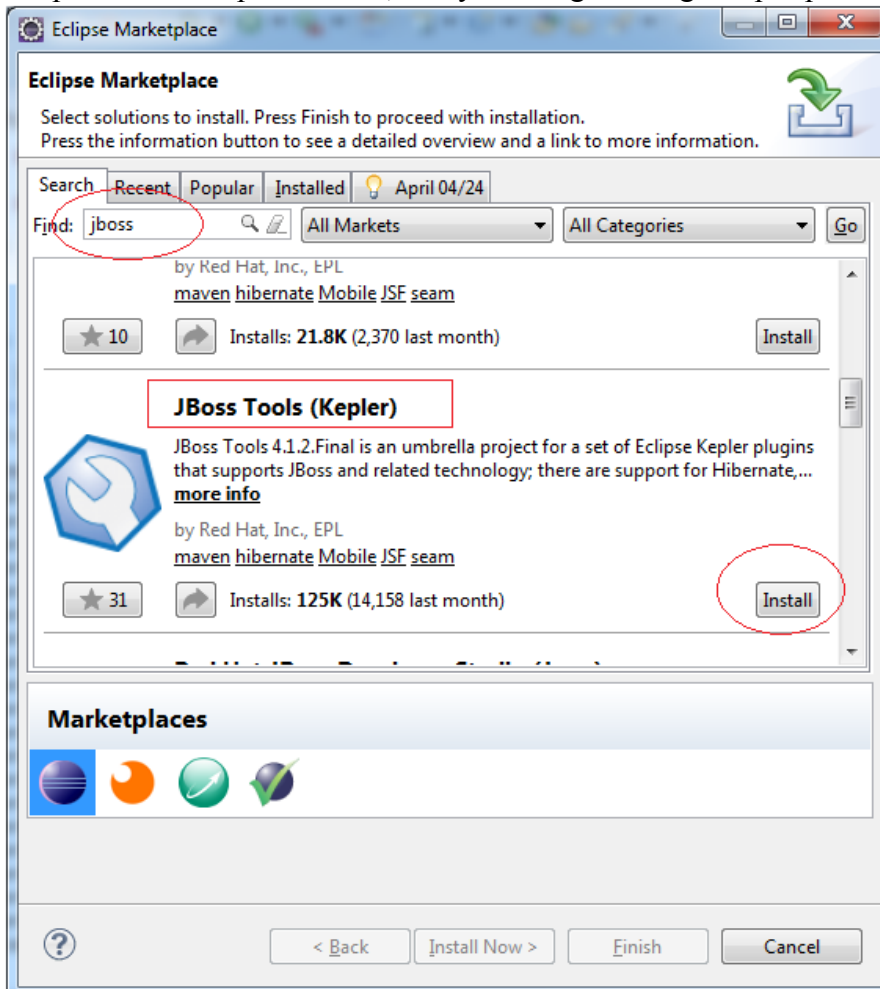 Eclipse Marketplace
Eclipse Marketplace
Select solutions to install. Press Finish to proceed with installation.
Press the information button to see a detailed overview and a link to more information.
Search Recent Popular Installed April 04/24
Find: jboss All Markets All Categories Go
by Red Hat, Inc., EPL
maven hibernate Mobile JSF seam
10 Installs: 21.8K (2,370 last month) Install
JBoss Tools (Kepler)
JBoss Tools 4.1.2.Final is an umbrella project for a set of Eclipse Kepler plugins
that supports JBoss and related technology; there are support for Hibernate,...
more info
by Red Hat, Inc., EPL
maven hibernate Mobile JSF seam
31 Installs: 125K (14,158 last month) Install
Marketplaces
? < Back Install Now > Finish Cancel